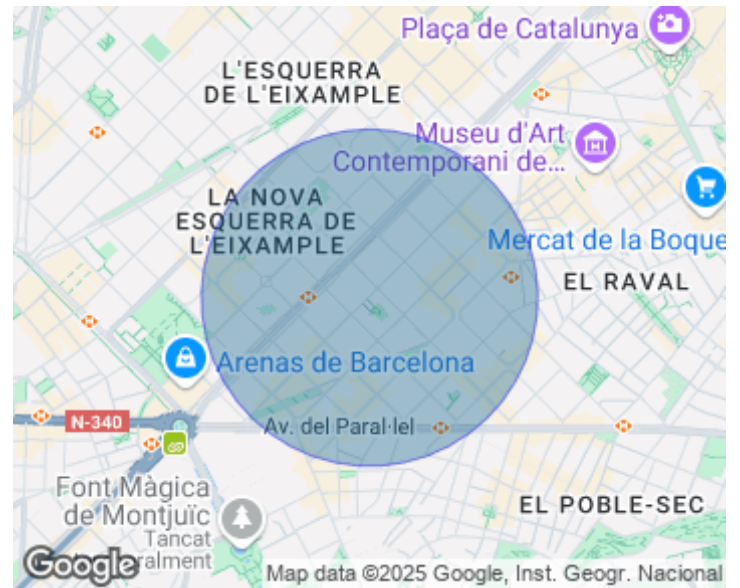 Plaça de Catalunya
L'ESQUERRA
DE L'EIXAMPLE
Museu d'Art
Contemporani de...
LA NOVA
ESQUERRA DE
L'EIXAMPLE
Mercat de la Boque
EL RAVAL
Arenas de Barcelona
N-340
Av. del Paral·lel
Font Màgica
de Montjuïc
Tancat
ralment
EL POBLE-SEC
Google
Map data ©2025 Google, Inst. Geogr. Nacional